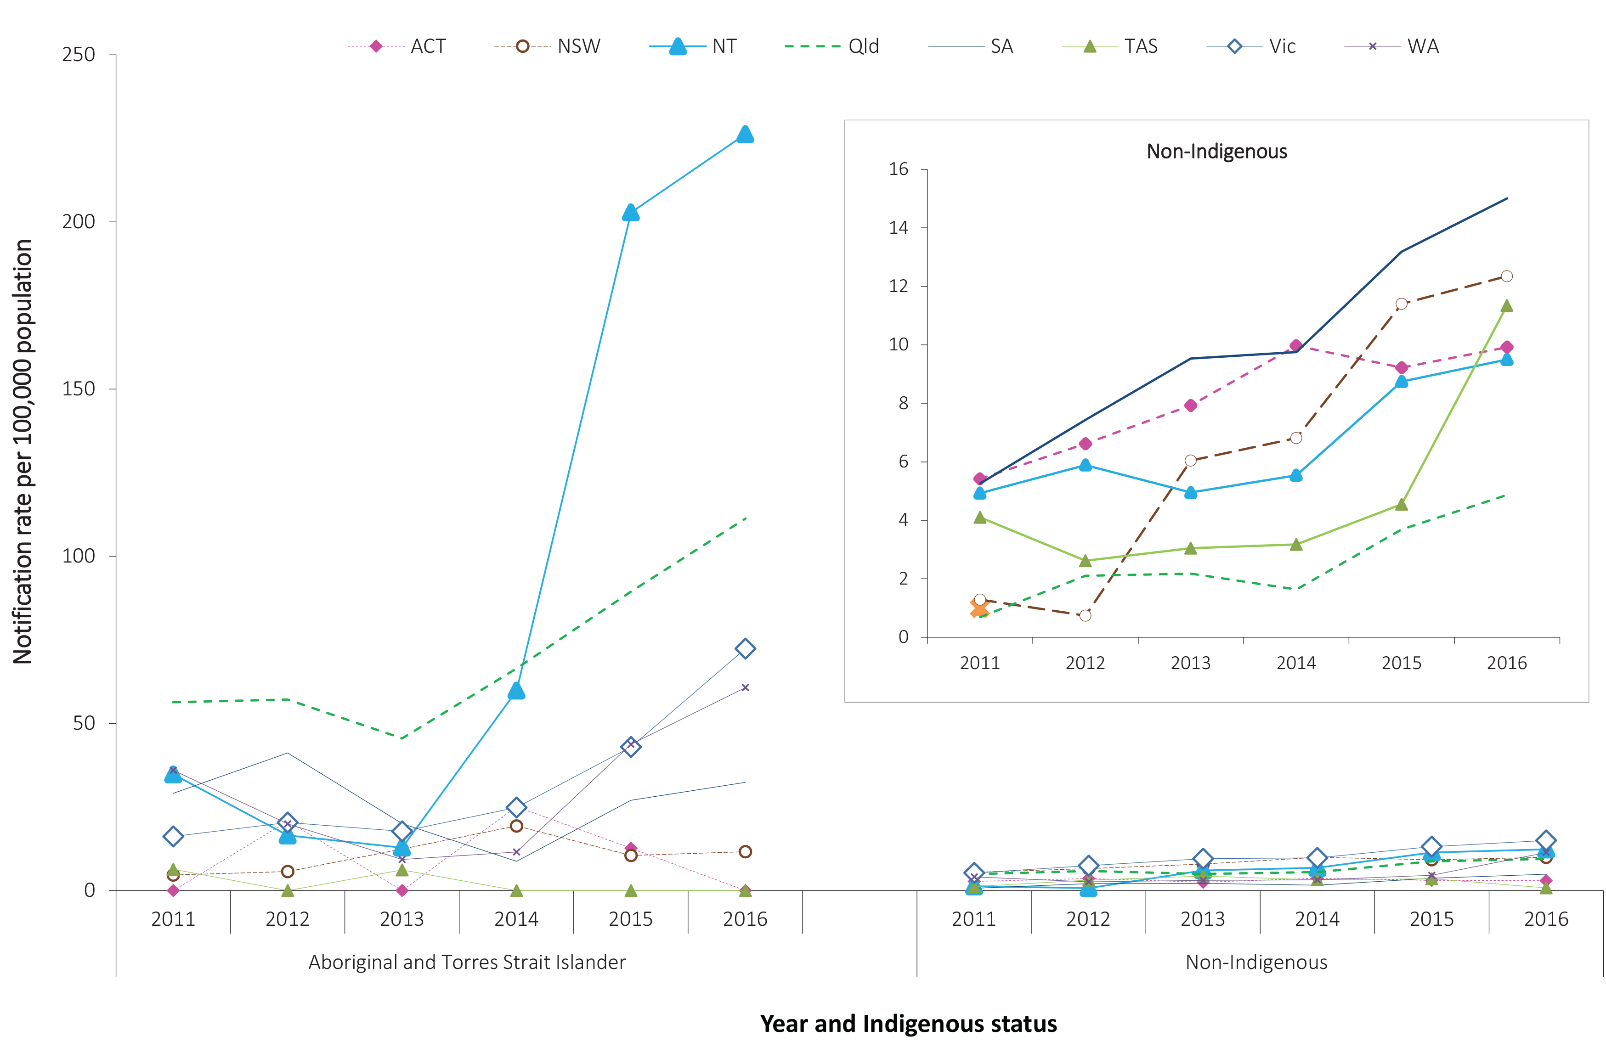 ACT NSW NT Qld SA TAS Vic WA
Notification rate per 100,000 population
250
200
150
100
50
0
Non-Indigenous
16
14
12
10
8
6
4
2
0
2011 2012 2013 2014 2015 2016
2011 2012 2013 2014 2015 2016 2011 2012 2013 2014 2015 2016
Aboriginal and Torres Strait Islander Non-Indigenous
Year and Indigenous status